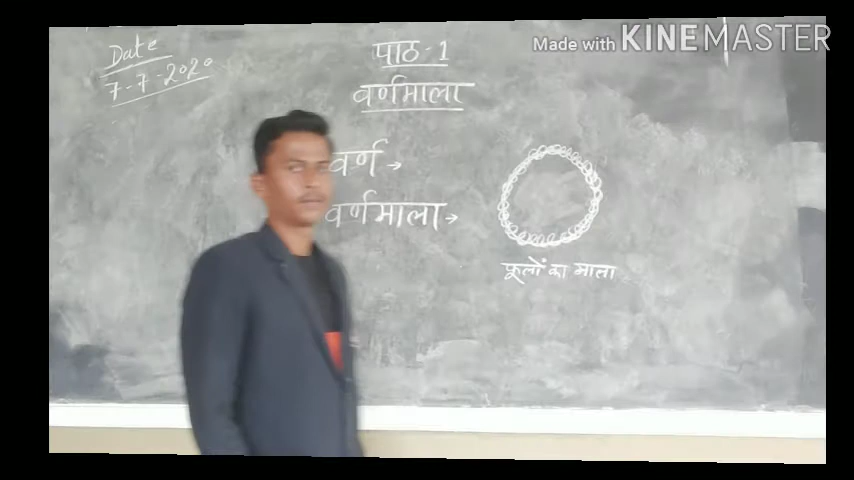 Made with KINEMASTER
Date
7-7-2020
पाठ-1
वर्णमाला
वर्ण→
वर्णमाला→
फूलों का माला